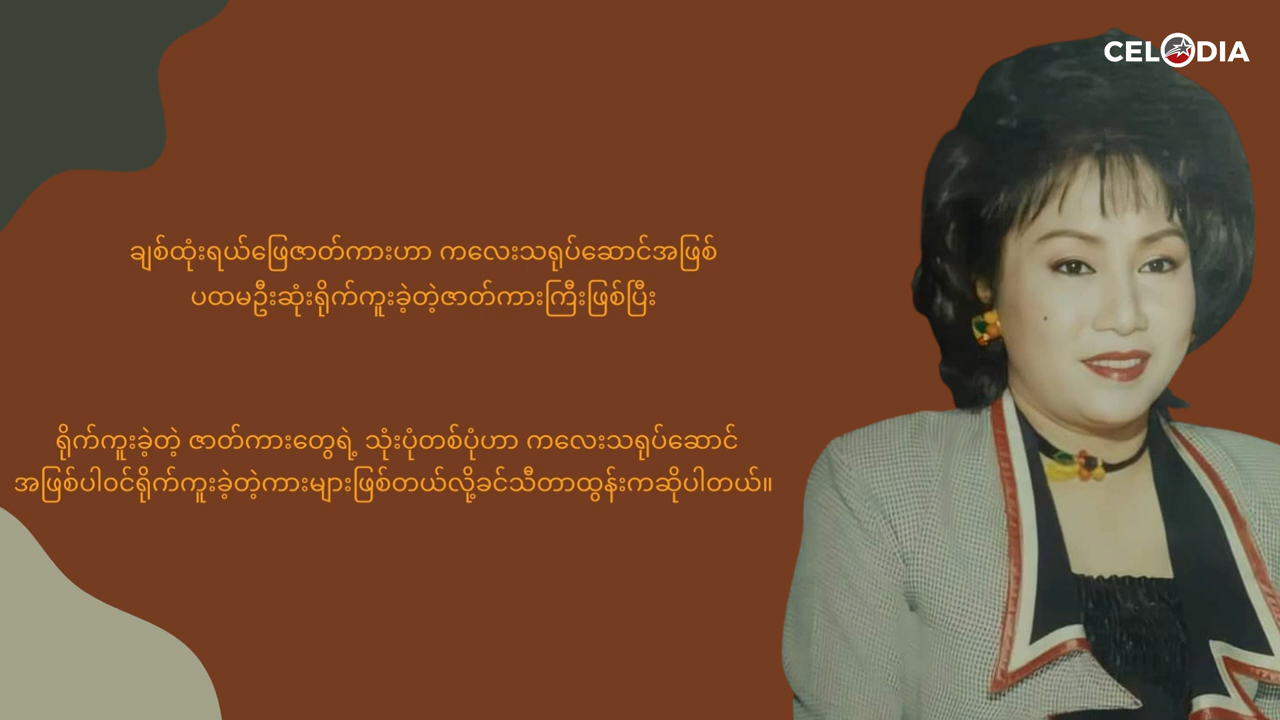 CELODIA
ချစ်ထုံးရယ်ဖြေဇာတ်ကားဟာ ကလေးသရုပ်ဆောင်အဖြစ်
ပထမဦးဆုံးရိုက်ကူးခဲ့တဲ့ဇာတ်ကားကြီးဖြစ်ပြီး
ရိုက်ကူးခဲ့တဲ့ ဇာတ်ကားတွေရဲ့ သုံးပုံတစ်ပုံဟာ ကလေးသရုပ်ဆောင်
အဖြစ်ပါဝင်ရိုက်ကူးခဲ့တဲ့ကားများဖြစ်တယ်လို့ခင်သီတာထွန်းကဆိုပါတယ်။